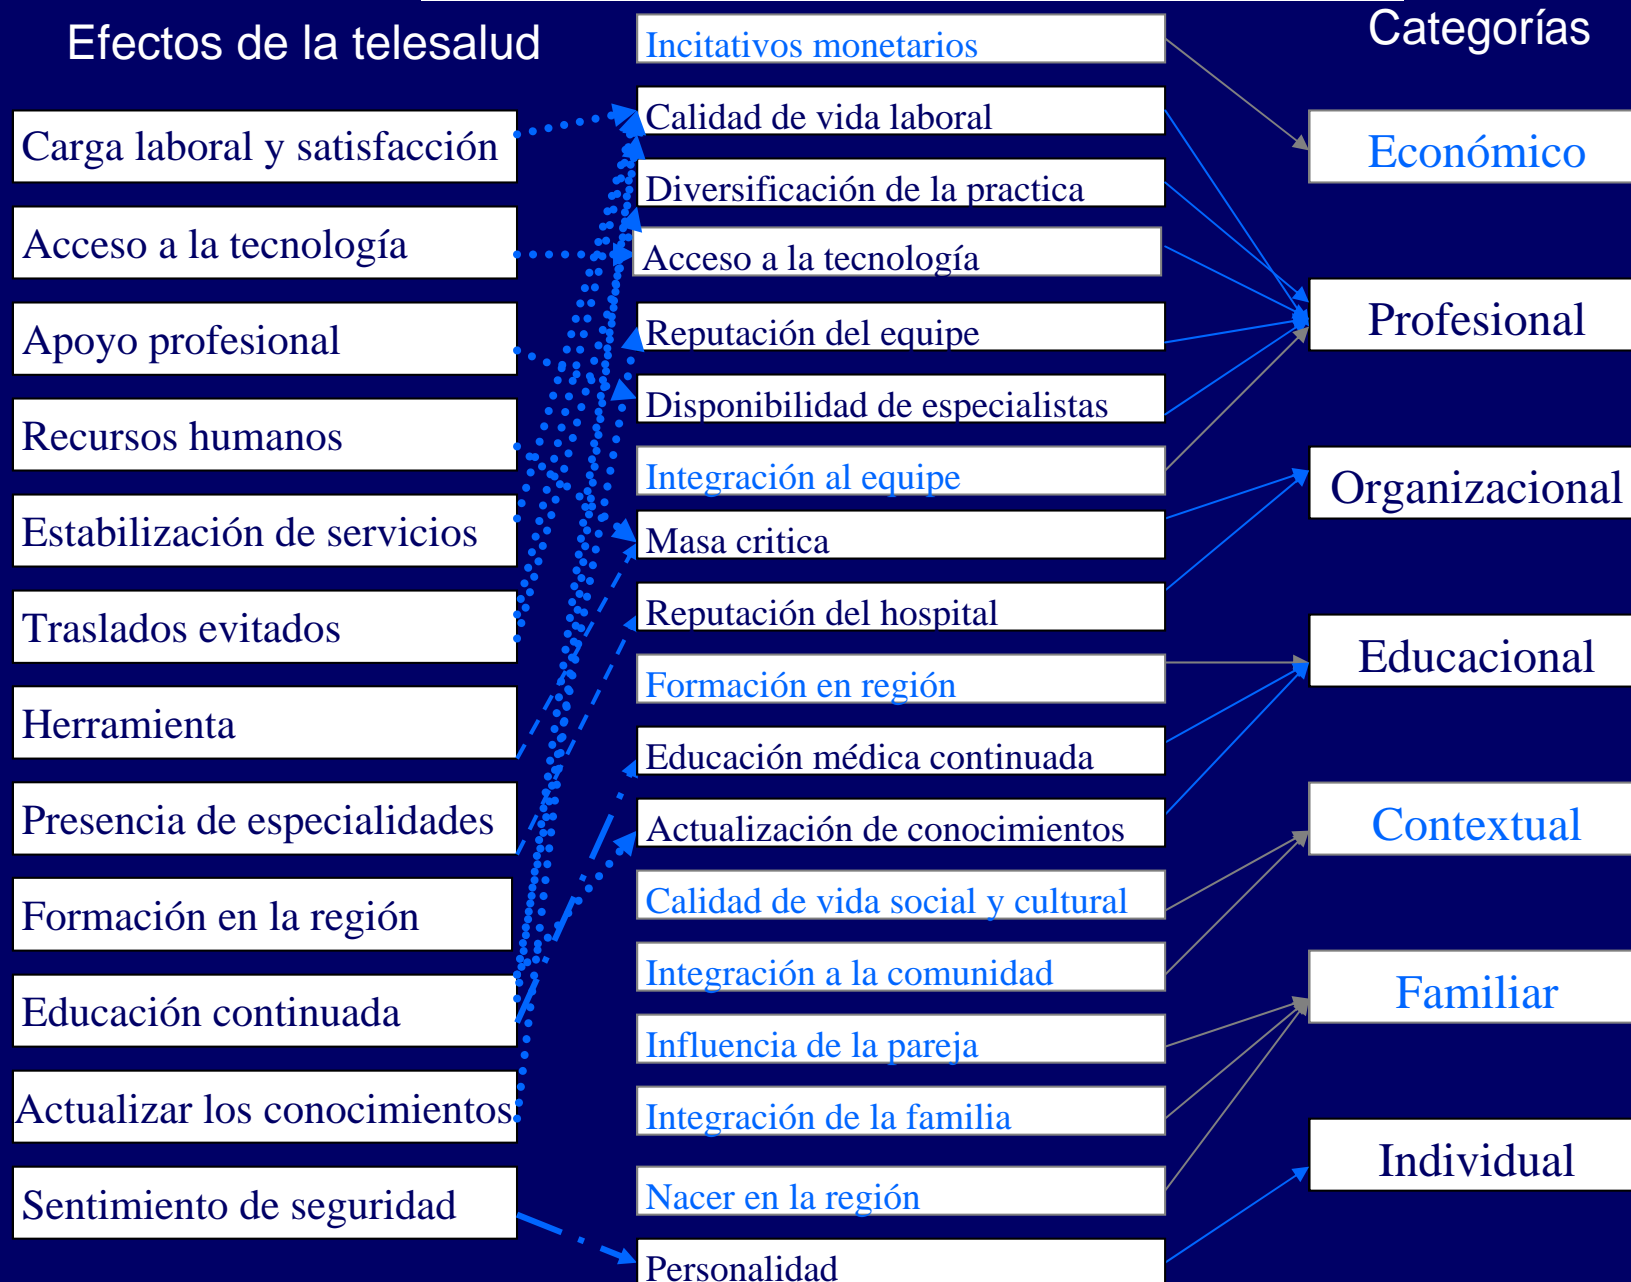 Efectos de la telesalud
Carga laboral y satisfacción
Acceso a la tecnología
Apoyo profesional
Recursos humanos
Estabilización de servicios
Traslados evitados
Herramienta
Presencia de especialidades
Formación en la región
Educación continuada
Actualizar los conocimientos
Sentimiento de seguridad
Incitativos monetarios
Calidad de vida laboral
Diversificación de la practica
Acceso a la tecnología
Reputación del equipe
Disponibilidad de especialistas
Integración al equipe
Masa critica
Reputación del hospital
Formación en región
Educación médica continuada
Actualización de conocimientos
Calidad de vida social y cultural
Integración a la comunidad
Influencia de la pareja
Integración de la familia
Nacer en la región
Personalidad
Categorías
Económico
Profesional
Organizacional
Educacional
Contextual
Familiar
Individual